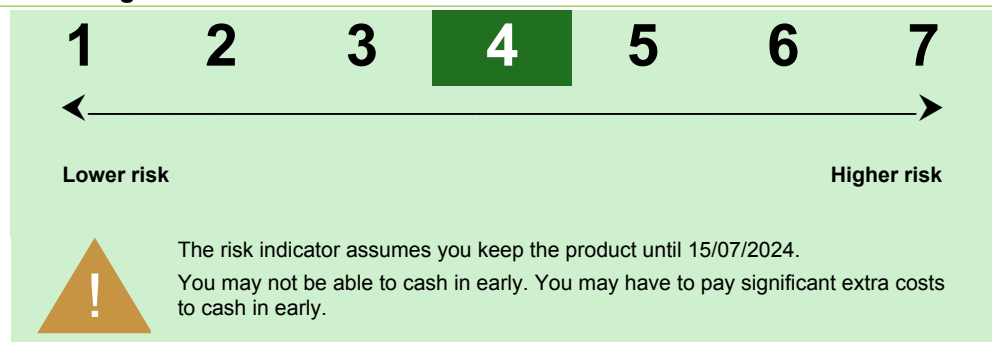 1 2 3 4 5 6 7
Lower risk Higher risk
!
The risk indicator assumes you keep the product until 15/07/2024.
You may not be able to cash in early. You may have to pay significant extra costs
to cash in early.